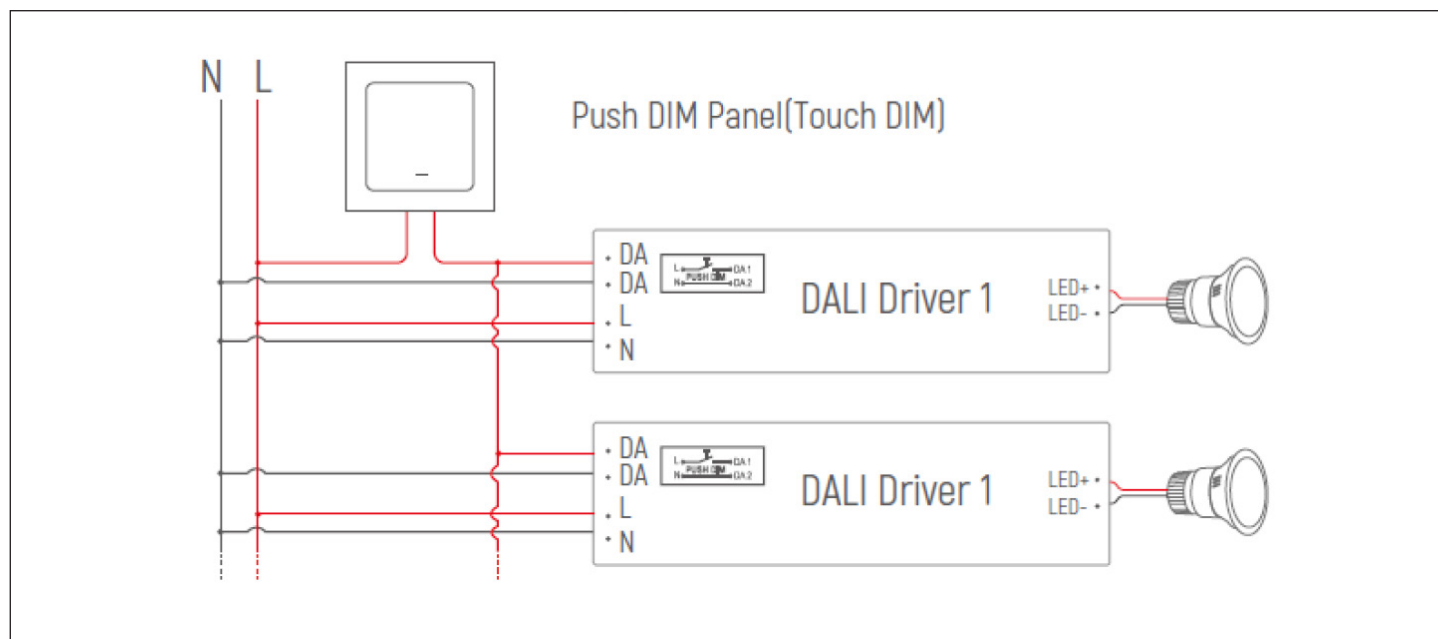 N L
Push DIM Panel(Touch DIM)
DA
DA
L
N
L DA1
PUSH DIM
N DA2
DALI Driver 1
LED+
LED-
DA
DA
L
N
L DA1
PUSH DIM
N DA2
DALI Driver 1
LED+
LED-